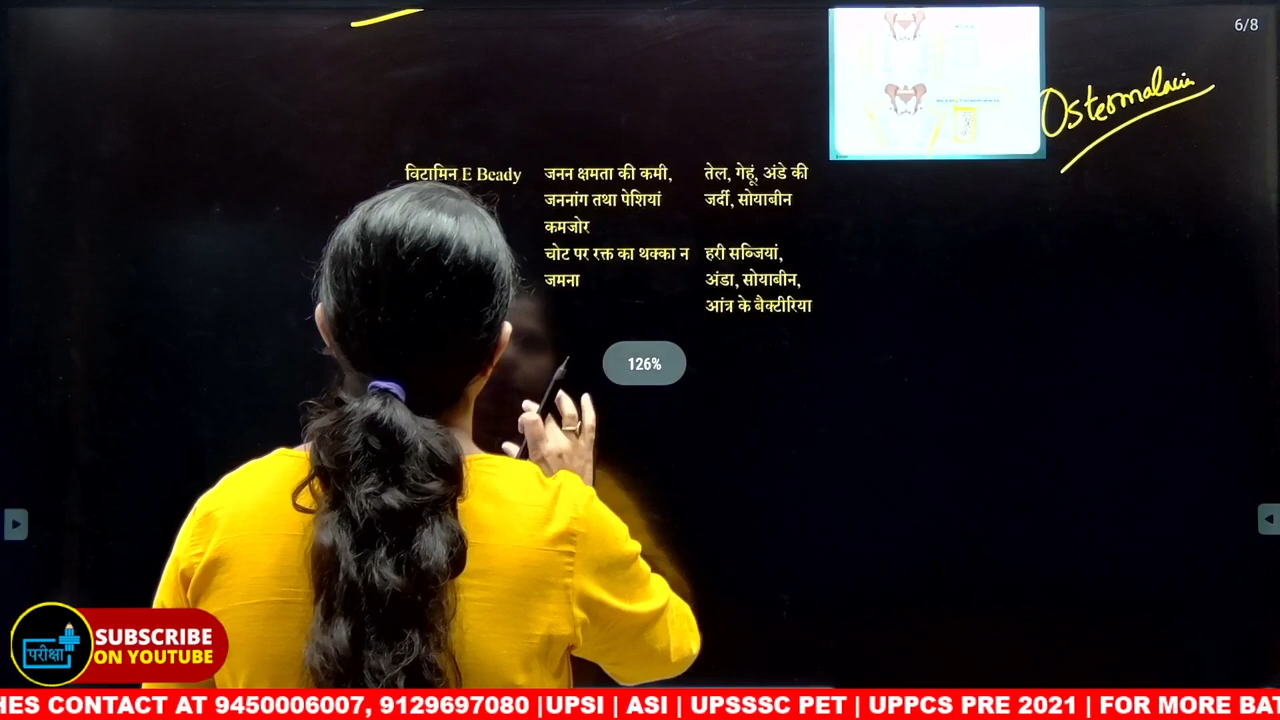 6/8
Ostermalacia
विटामिन E Beady जनन क्षमता की कमी, तेल, गेहूं, अंडे की
जननांग तथा पेशियां जर्दी, सोयाबीन
कमजोर
चोट पर रक्त का थक्का न हरी सब्जियां,
जमना अंडा, सोयाबीन,
आंत्र के बैक्टीरिया
126%
परीक्षा
SUBSCRIBE
ON YOUTUBE
HES CONTACT AT 9450006007, 9129697080 |UPSI | ASI | UPSSSC PET | UPPCS PRE 2021 | FOR MORE BAT